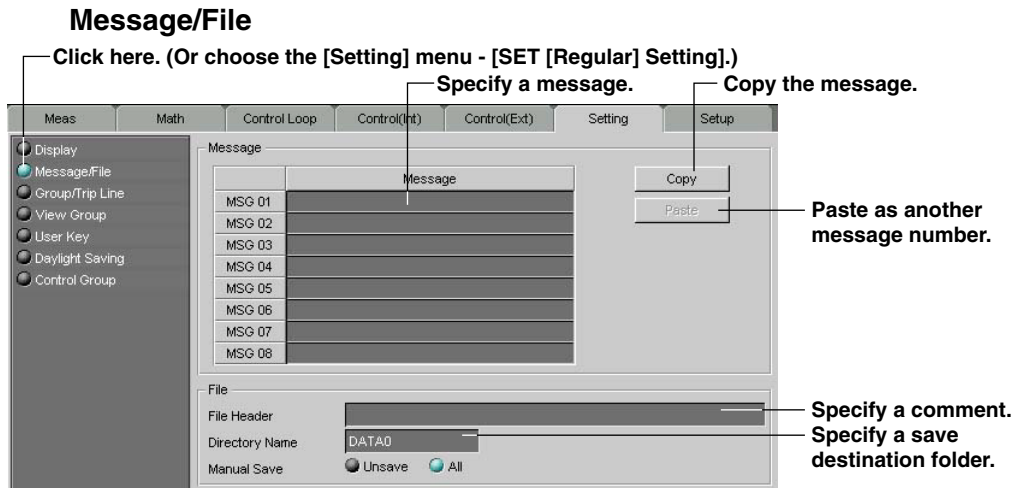 Message/File
Click here. (Or choose the [Setting] menu - [SET [Regular] Setting].)
Specify a message.
Copy the message.
Meas
Math
Control Loop
Control(Int)
Control(Ext)
Setting
Setup
Display
Message/File
Group/Trip Line
View Group
User Key
Daylight Saving
Control Group
Message
Message
MSG 01
MSG 02
MSG 03
MSG 04
MSG 05
MSG 06
MSG 07
MSG 08
Copy
Paste
Paste as another
message number.
File
File Header
Directory Name
DATA0
Manual Save
Unsave
All
Specify a comment.
Specify a save
destination folder.